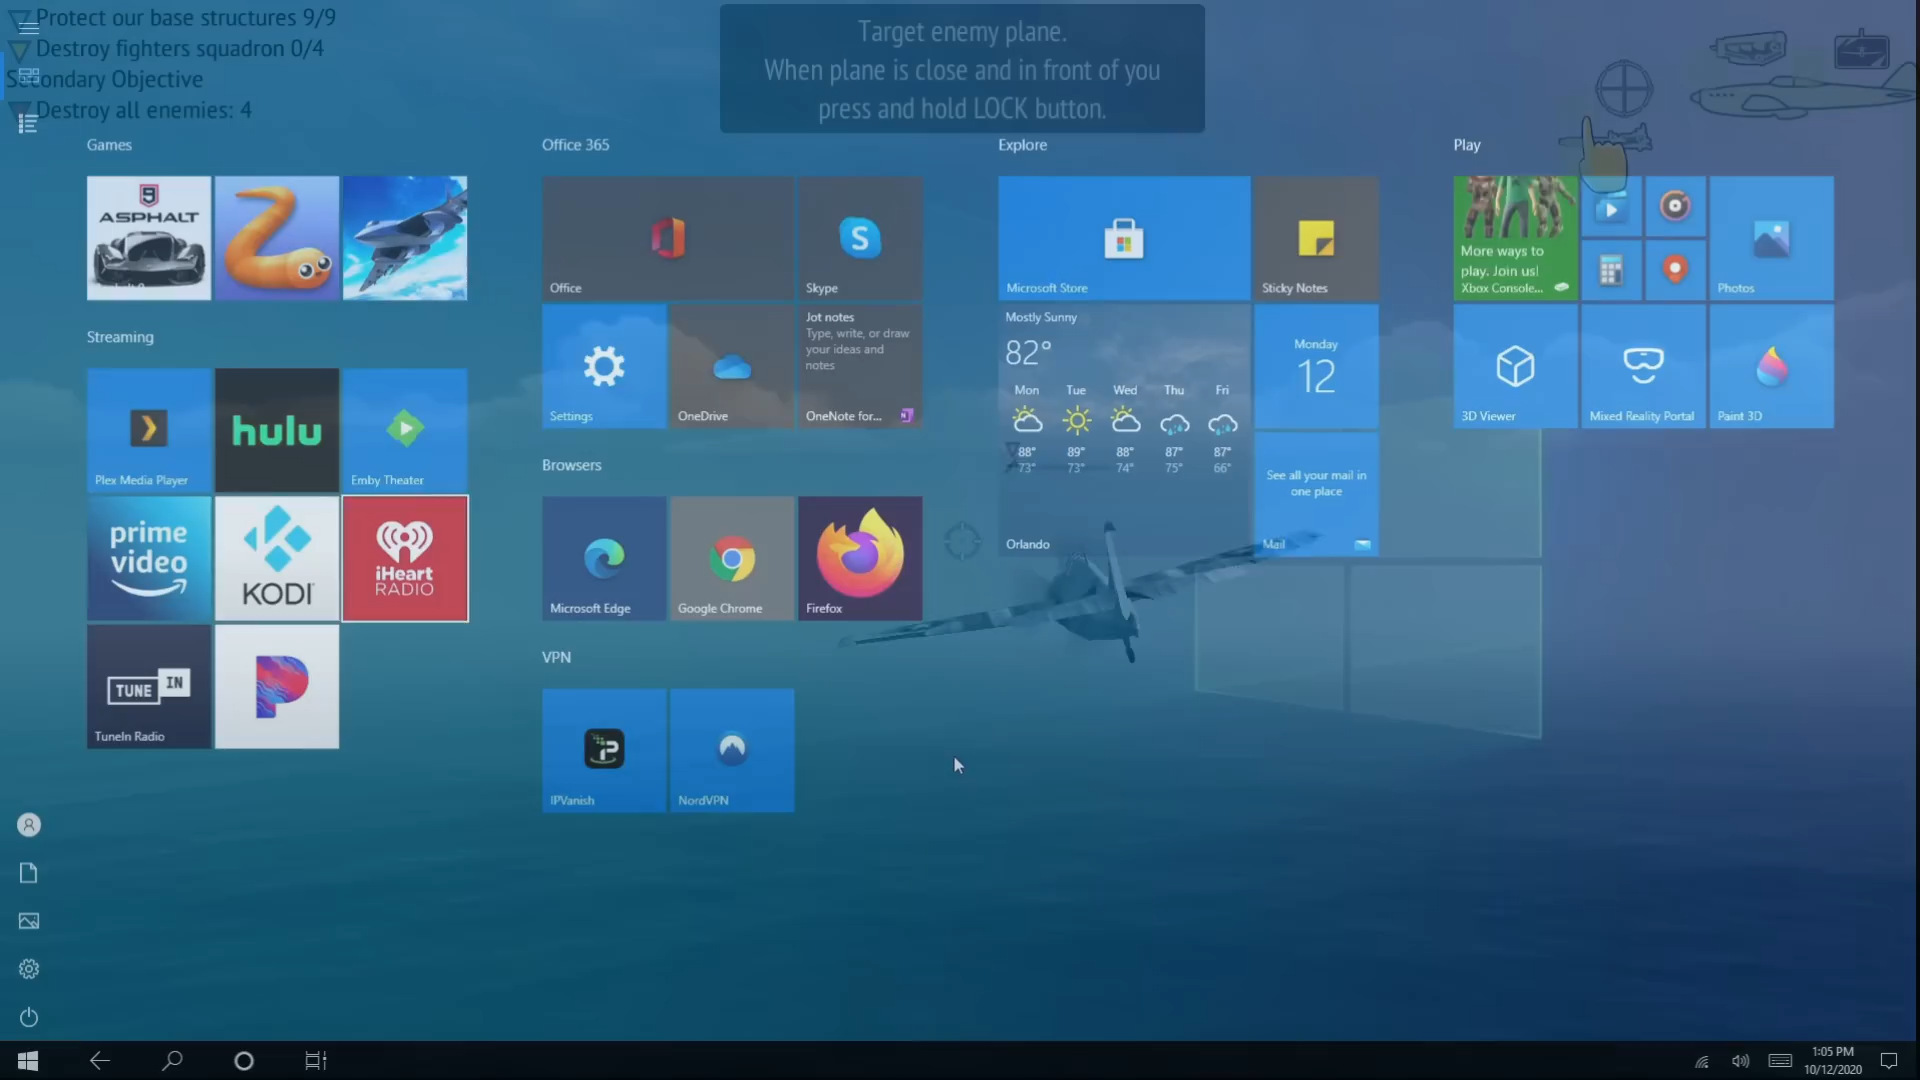 Protect our base structures 9/9
Destroy fighters squadron 0/4
Secondary Objective
Destroy all enemies: 4
Target enemy plane.
When plane is close and in front of you
press and hold LOCK button.
Games
9
ASPHALT
Streaming
Plex Media Player
hulu
Emby Theater
prime
video
KODI
iHeart
RADIO
TUNE IN
TuneIn Radio
Office 365
Office
S
Skype
Settings
OneDrive
Jot notes
Type, write, or draw
your ideas and
notes
OneNote for...
N
Browsers
Microsoft Edge
Google Chrome
Firefox
VPN
IPVanish
NordVPN
Explore
Microsoft Store
Sticky Notes
Mostly Sunny
82°
Mon Tue Wed Thu Fri
88° 89° 88° 87° 87°
73° 73° 74° 75° 66°
Orlando
Monday
12
See all your mail in
one place
Mail
Play
More ways to
play. Join us!
Xbox Console...
Photos
3D Viewer
Mixed Reality Portal
Paint 3D
1:05 PM
10/12/2020